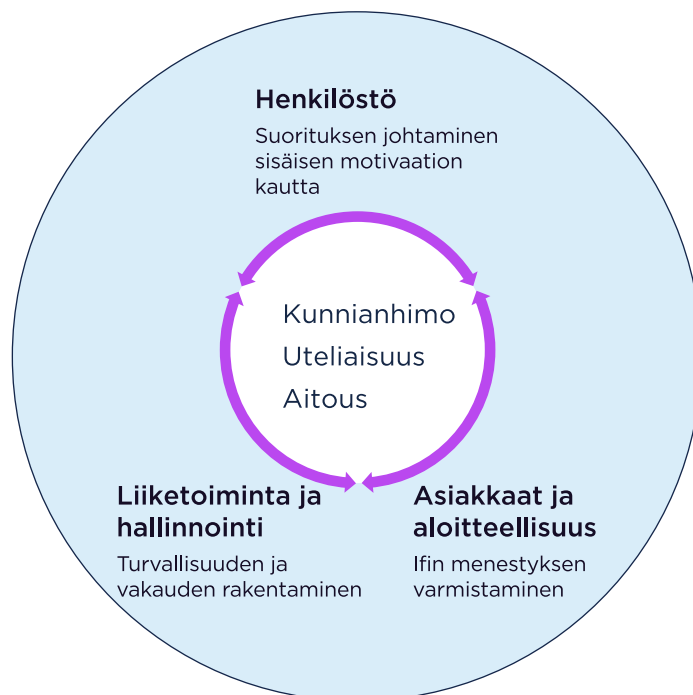 Henkilöstö
Suorituksen johtaminen
sisäisen motivaation
kautta
Kunnianhimo
Uteliaisuus
Aitous
Liiketoiminta ja
hallinnointi
Turvallisuuden ja
vakauden rakentaminen
Asiakkaat ja
aloitteellisuus
Ifin menestyksen
varmistaminen